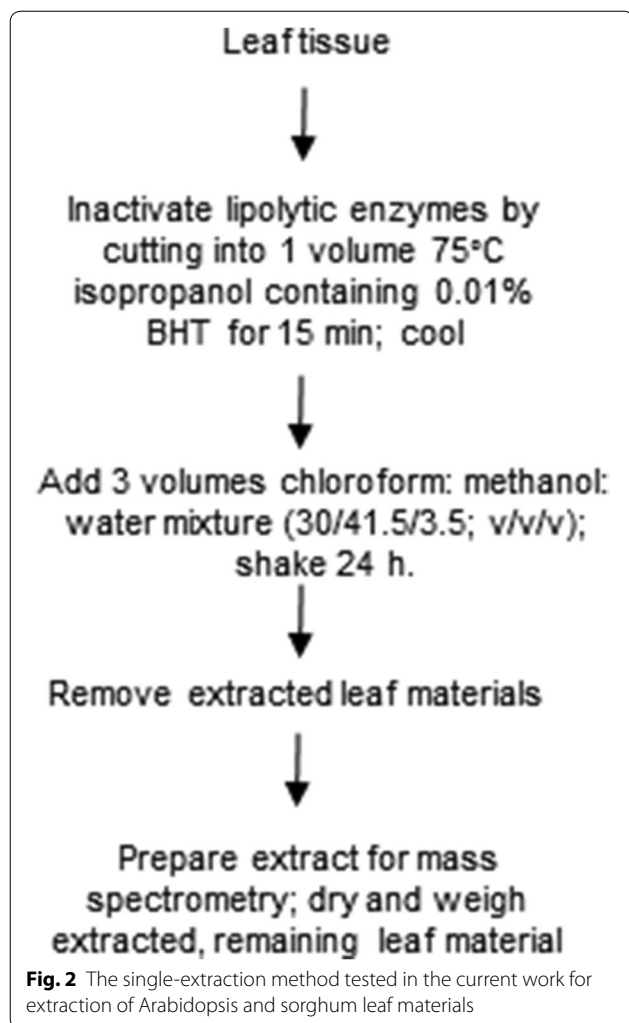 Leaf tissue
Inactivate lipolytic enzymes by
cutting into 1 volume 75°C
isopropanol containing 0.01%
BHT for 15 min; cool
Add 3 volumes chloroform: methanol:
water mixture (30/41.5/3.5; v/v/v);
shake 24 h.
Remove extracted leaf materials
Prepare extract for mass
spectrometry; dry and weigh
extracted, remaining leaf material
Fig. 2 The single-extraction method tested in the current work for
extraction of Arabidopsis and sorghum leaf materials